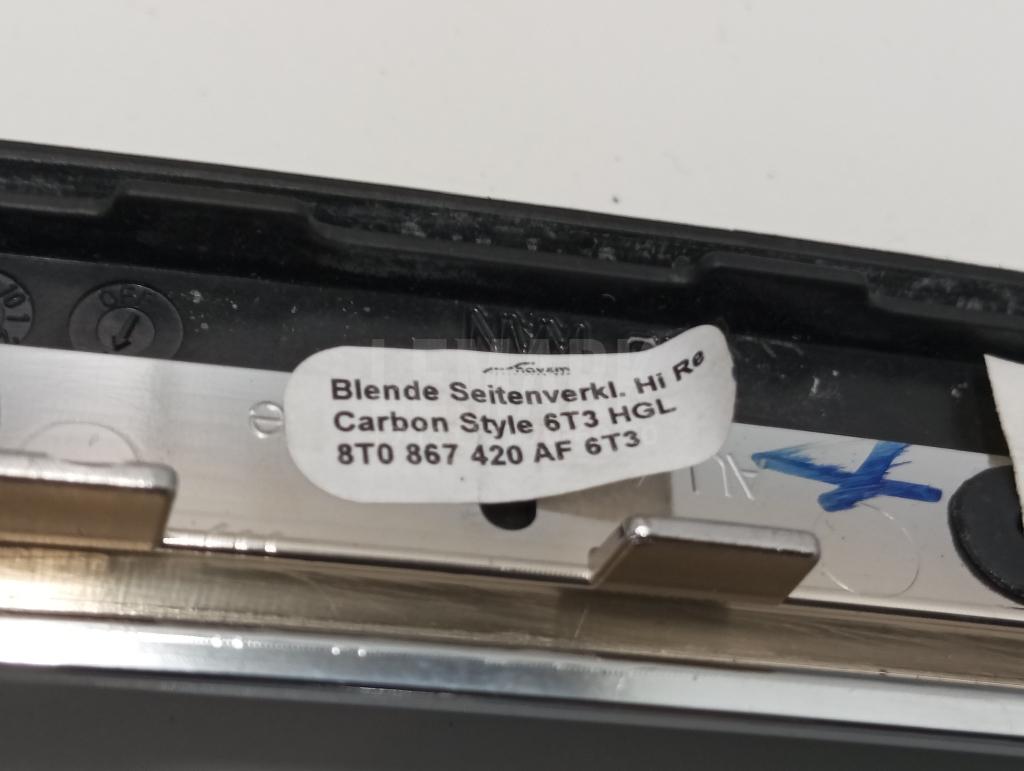 Blende Seitenverkl. Hi Re
Carbon Style 6T3 HGL
8T0 867 420 AF 6T3